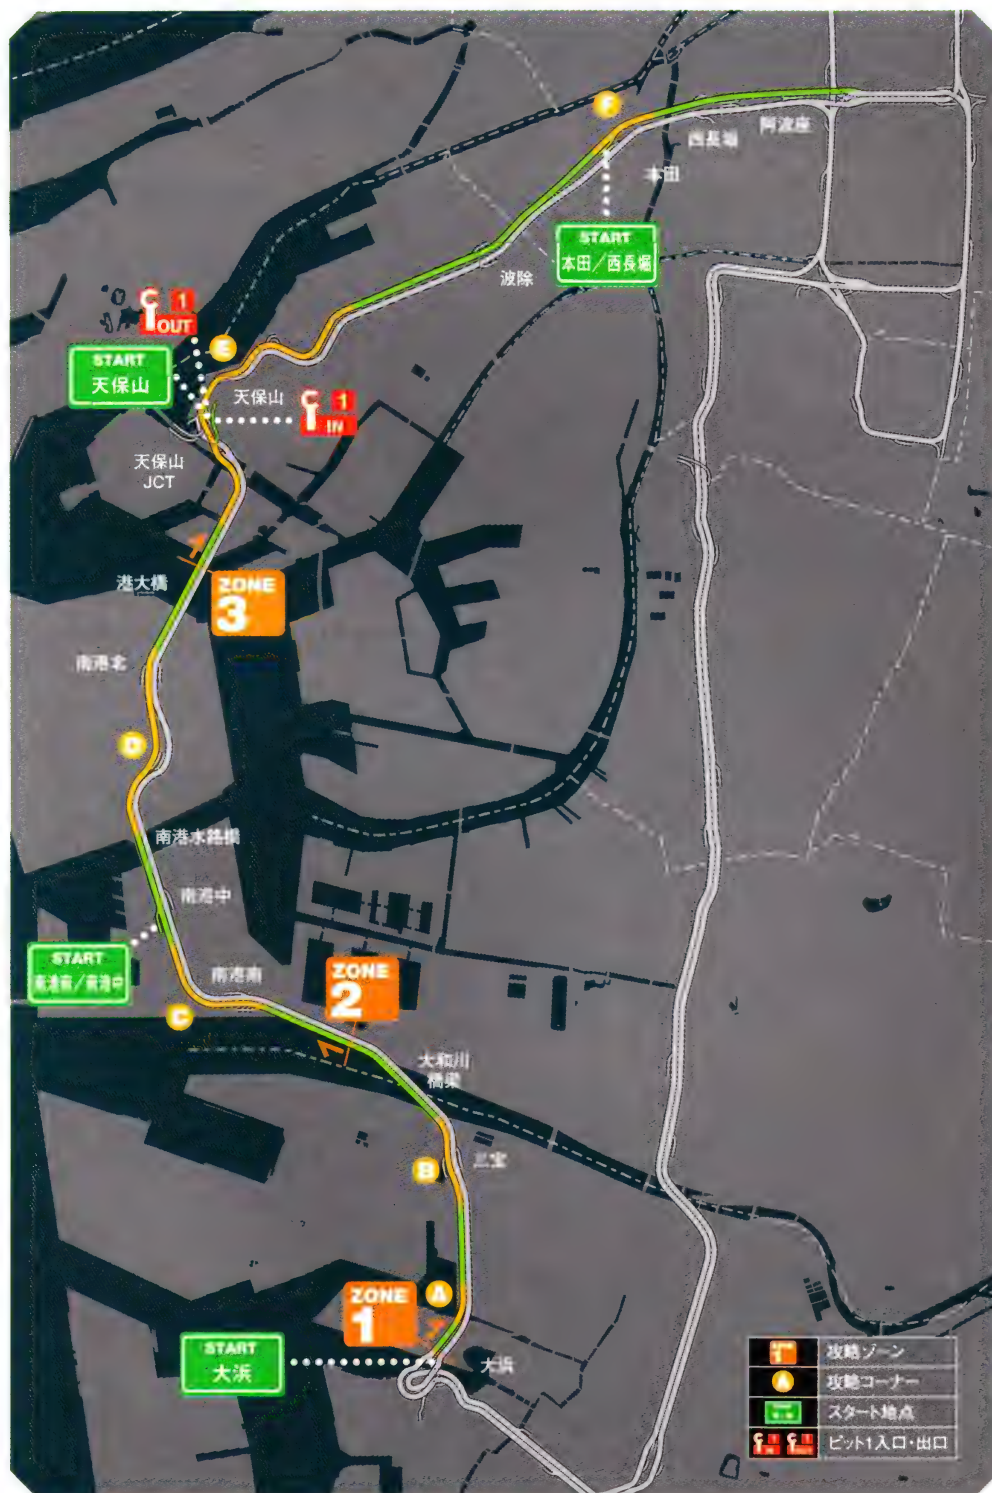 F
阿波座
西長堀
本田
START
本田／西長堀
波除
1
OUT
E
START
天保山
天保山
1
IN
天保山
JCT
港大橋
ZONE
3
南港北
D
南港水路橋
南港中
START
南港南／南港中
南港南
ZONE
2
C
大和川
橋梁
三宝
B
ZONE
1
A
START
大浜
大浜
攻略ゾーン
A
攻略コーナー
スタート地点
ピット1入口・出口